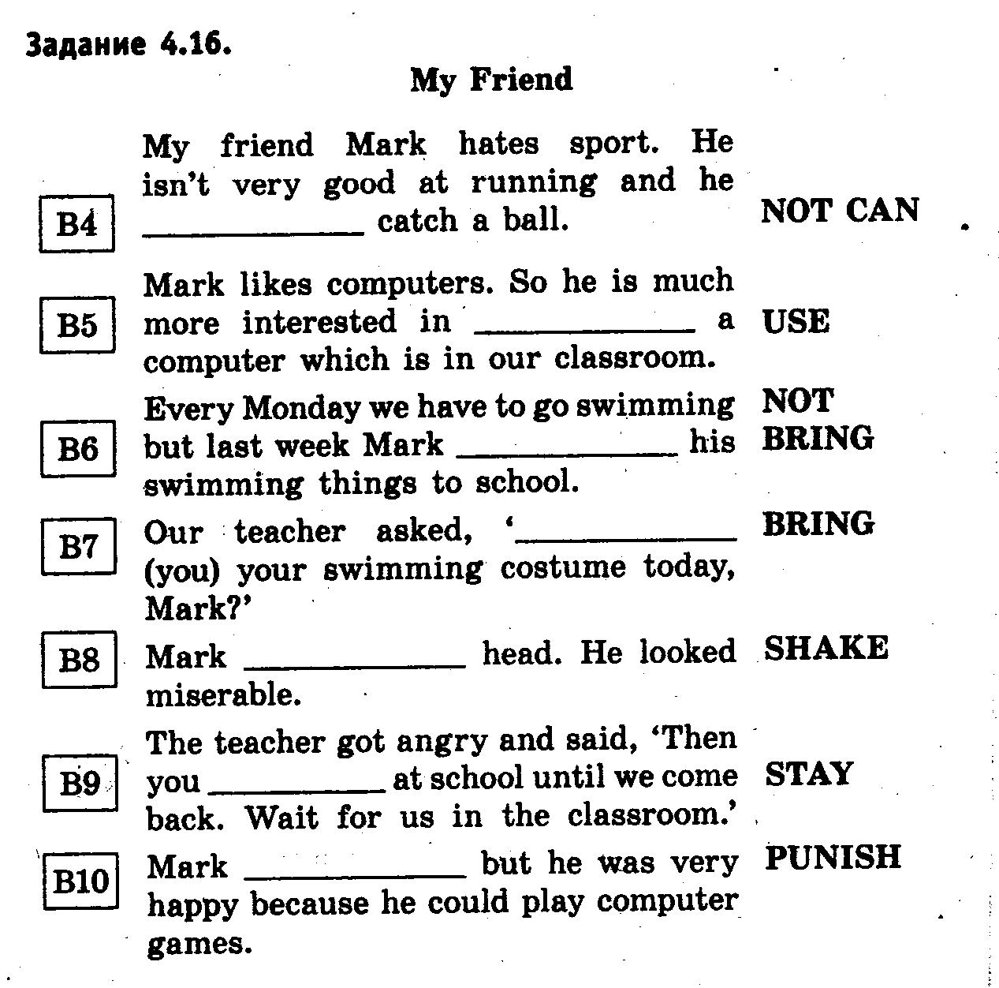 Задание 4.16.
My Friend
My friend Mark hates sport. He
isn't very good at running and he
B4 ____________ catch a ball. NOT CAN
Mark likes computers. So he is much
B5 more interested in ____________ a USE
computer which is in our classroom.
Every Monday we have to go swimming NOT
B6 but last week Mark ____________ his BRING
swimming things to school.
B7 Our teacher asked, ‘____________ BRING
(you) your swimming costume today,
Mark?’
B8 Mark ____________ head. He looked SHAKE
miserable.
The teacher got angry and said, ‘Then
B9 you __________ at school until we come STAY
back. Wait for us in the classroom.’
B10 Mark ____________ but he was very PUNISH
happy because he could play computer
games.